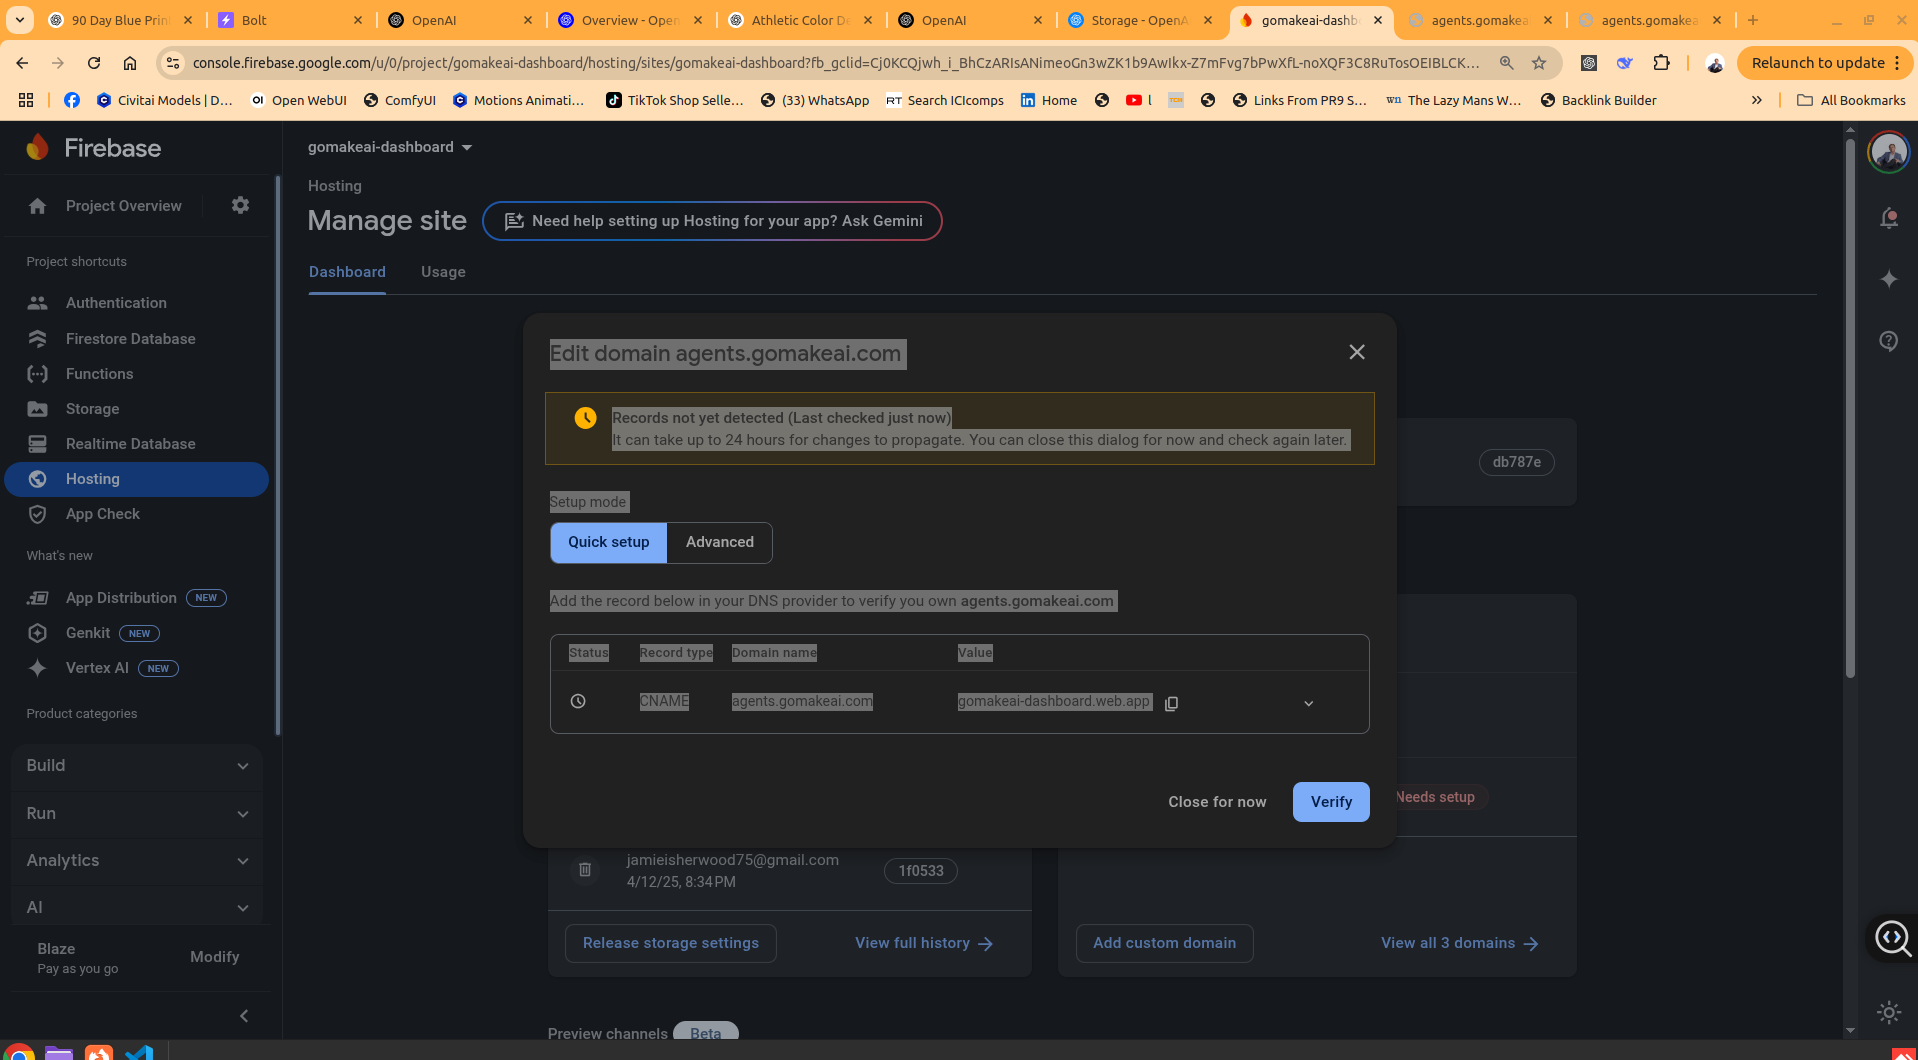 90 Day Blue Prin
Bolt
OpenAI
Overview - Open
Athletic Color De
OpenAI
Storage - OpenA
gomakeai-dashb
agents.gomakea
agents.gomakea
console.firebase.google.com/u/0/project/gomakeai-dashboard/hosting/sites/gomakeai-dashboard?fb_gclid=Cj0KCQjwh_i_BhCzARIsANimeoGn3wZK1b9AwIkx-Z7mFvg7bPwXFL-noXQF3C8RuTosOEIBLCK...
Relaunch to update
Civitai Models | D...
OI Open WebUI
ComfyUI
Motions Animati...
TikTok Shop Selle...
(33) WhatsApp
RT Search ICIcomps
Home
l
Links From PR9 S...
wn The Lazy Mans W...
Backlink Builder
All Bookmarks
Firebase
gomakeai-dashboard
Hosting
Project Overview
Manage site
Need help setting up Hosting for your app? Ask Gemini
Project shortcuts
Dashboard
Usage
Authentication
Firestore Database
Functions
Storage
Realtime Database
Hosting
App Check
What's new
App Distribution NEW
Genkit NEW
Vertex AI NEW
Product categories
Build
Run
Analytics
AI
Blaze
Pay as you go
Modify
Edit domain agents.gomakeai.com
Records not yet detected (Last checked just now)
It can take up to 24 hours for changes to propagate. You can close this dialog for now and check again later.
db787e
Setup mode
Quick setup
Advanced
Add the record below in your DNS provider to verify you own agents.gomakeai.com
Status Record type Domain name Value
CNAME agents.gomakeai.com gomakeai-dashboard.web.app
Close for now
Verify
Needs setup
jamieisherwood75@gmail.com
4/12/25, 8:34 PM
1f0533
Release storage settings
View full history
Add custom domain
View all 3 domains
Preview channels Beta